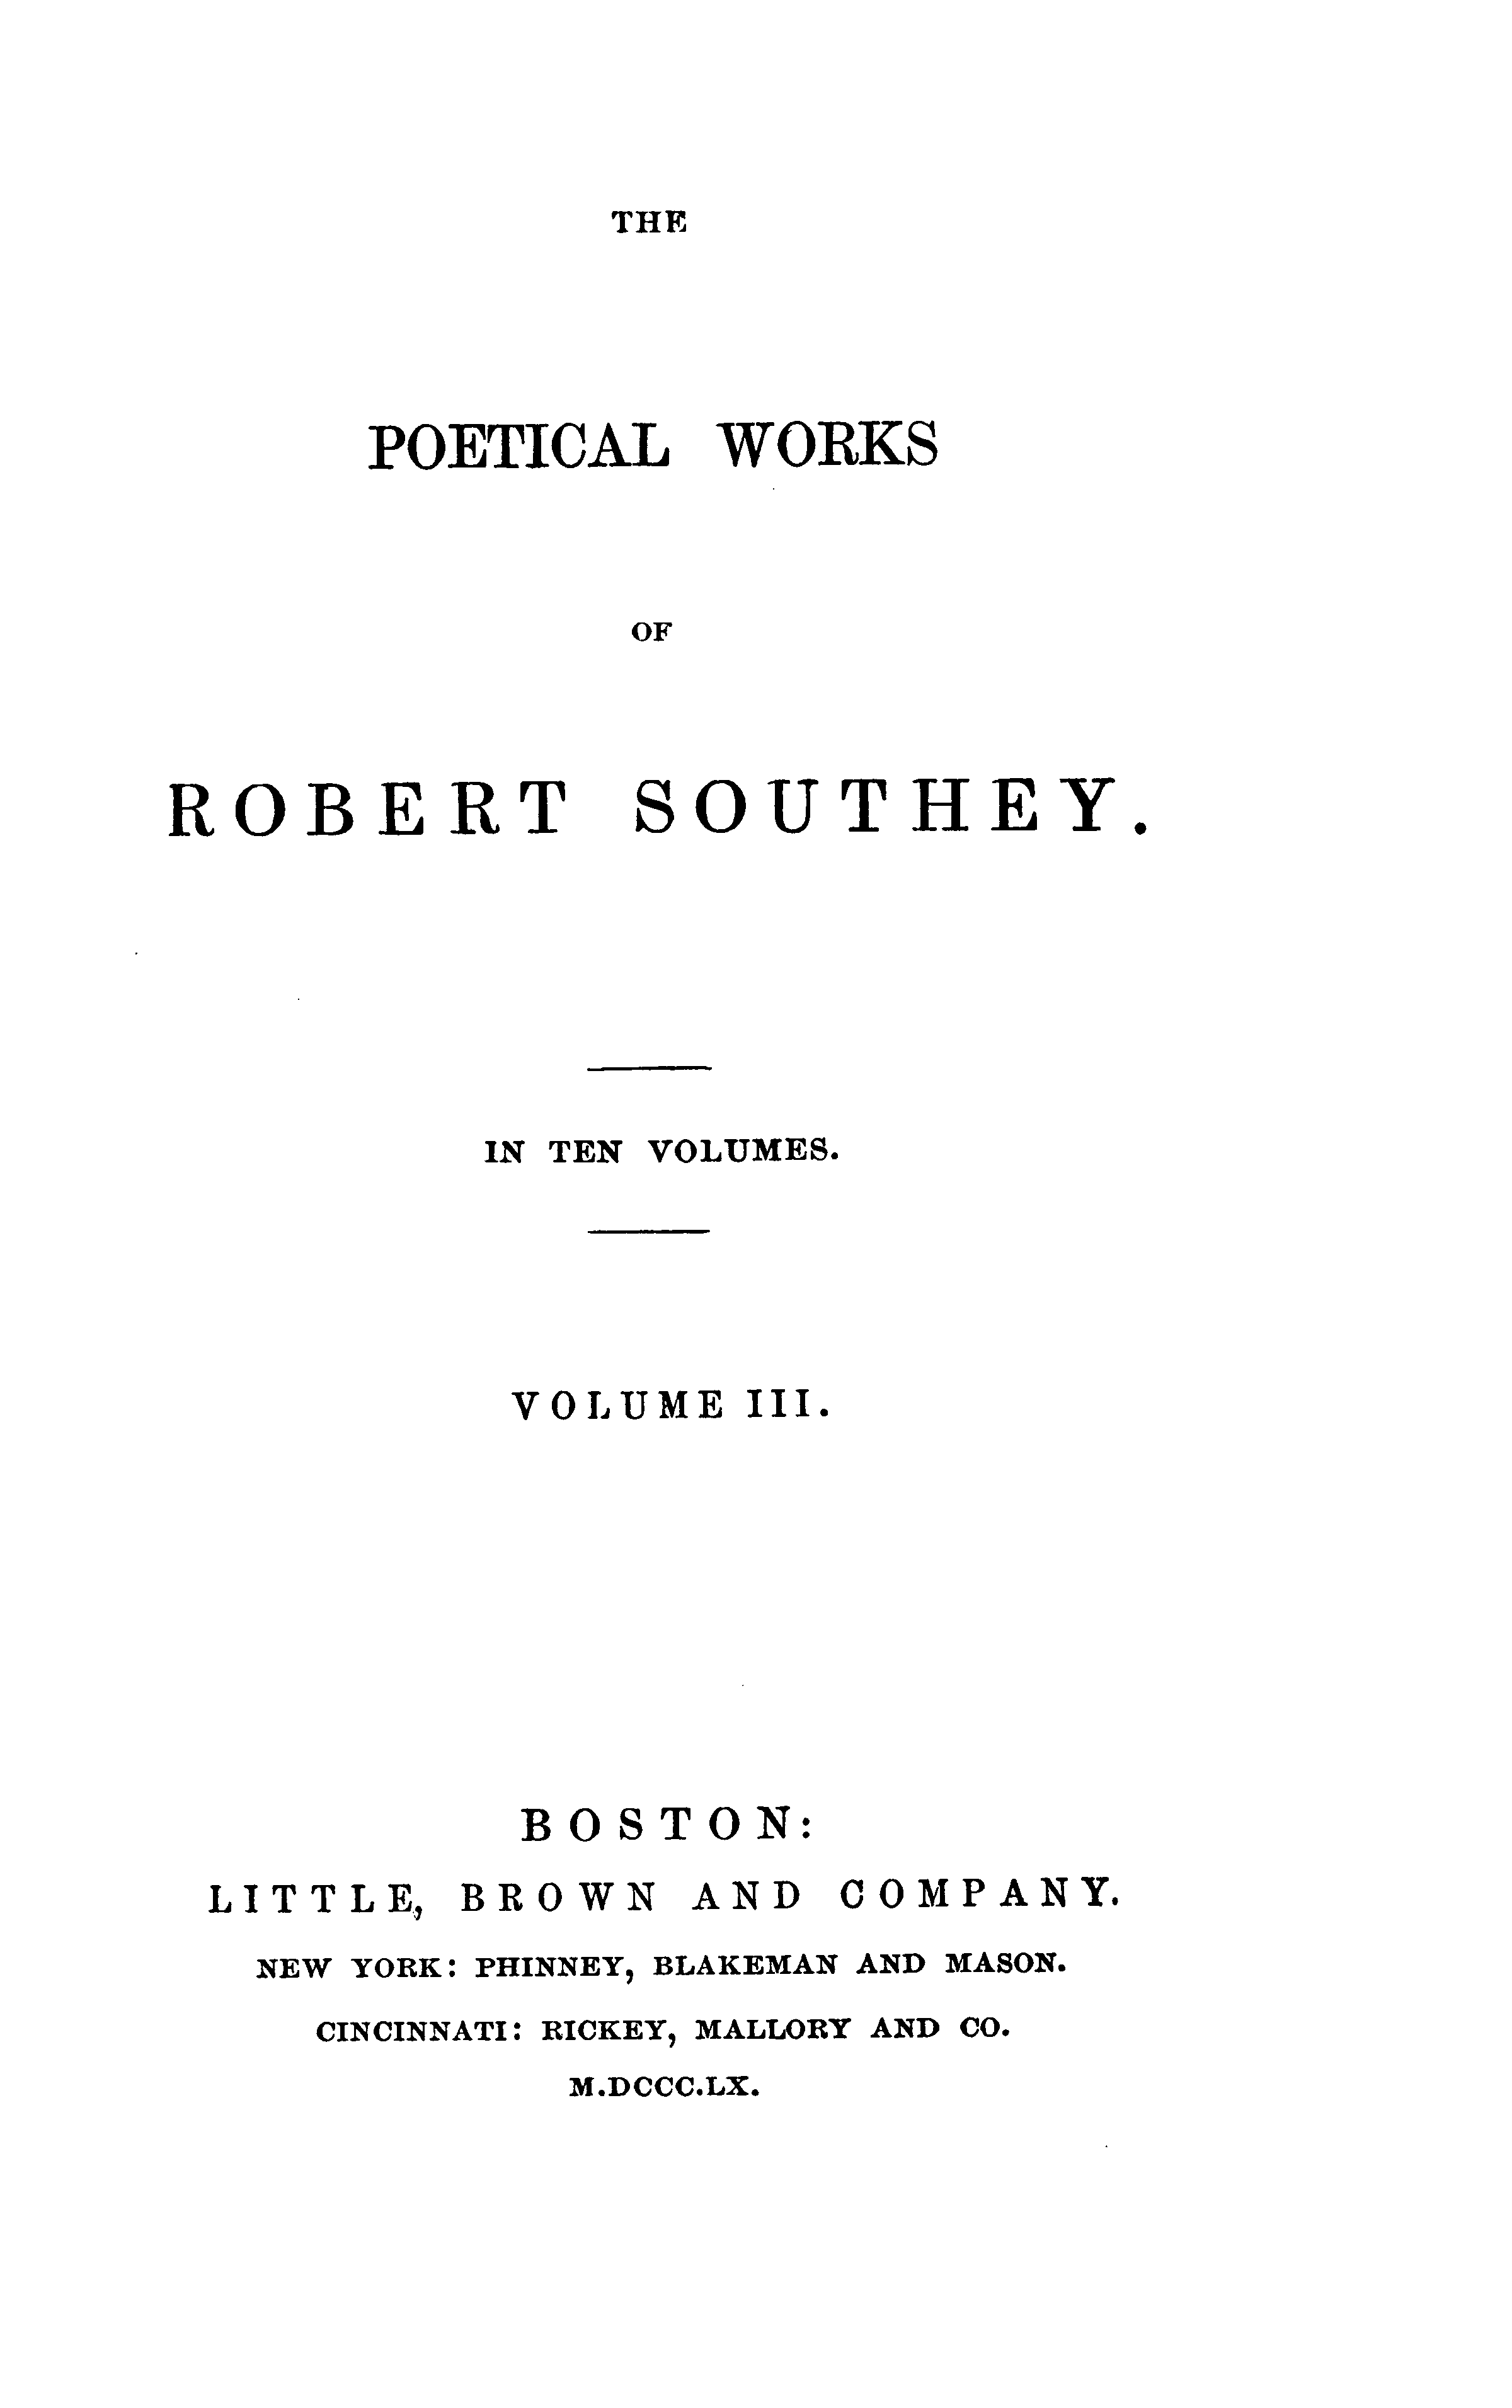 THE
POETICAL WORKS
OF
ROBERT SOUTHEY.
IN TEN VOLUMES.
VOLUME III.
BOSTON:
LITTLE, BROWN AND COMPANY.
NEW YORK: PHINNEY, BLAKEMAN AND MASON.
CINCINNATI: RICKEY, MALLORY AND CO.
M.DCCC.LX.